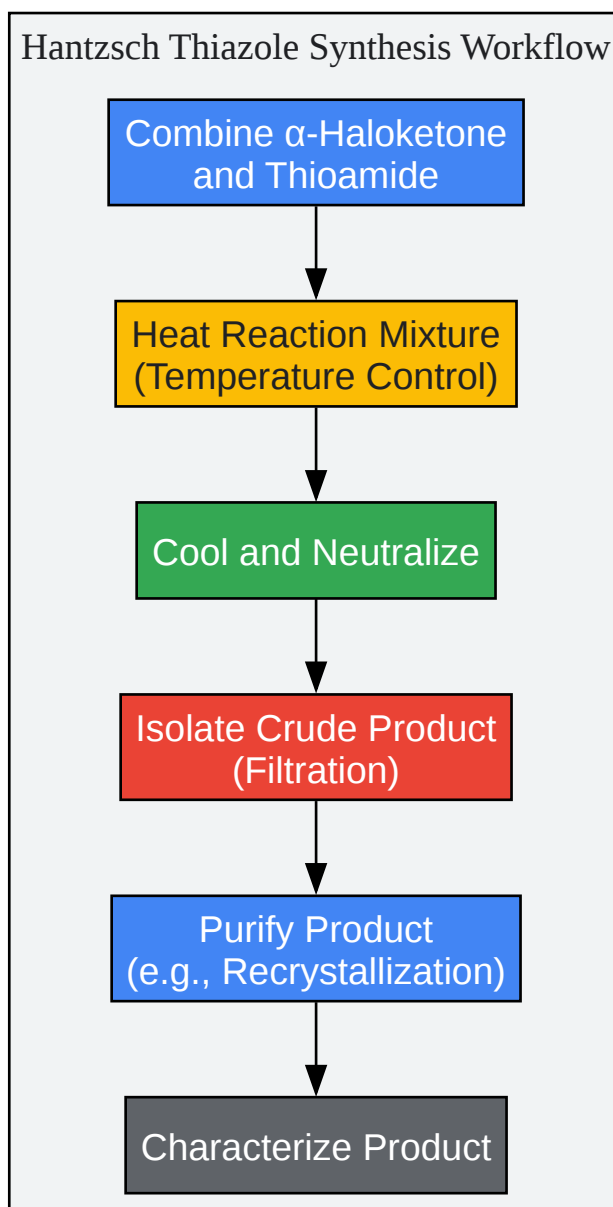 Hantzsch Thiazole Synthesis Workflow
Combine α-Haloketone
and Thioamide
Heat Reaction Mixture
(Temperature Control)
Cool and Neutralize
Isolate Crude Product
(Filtration)
Purify Product
(e.g., Recrystallization)
Characterize Product